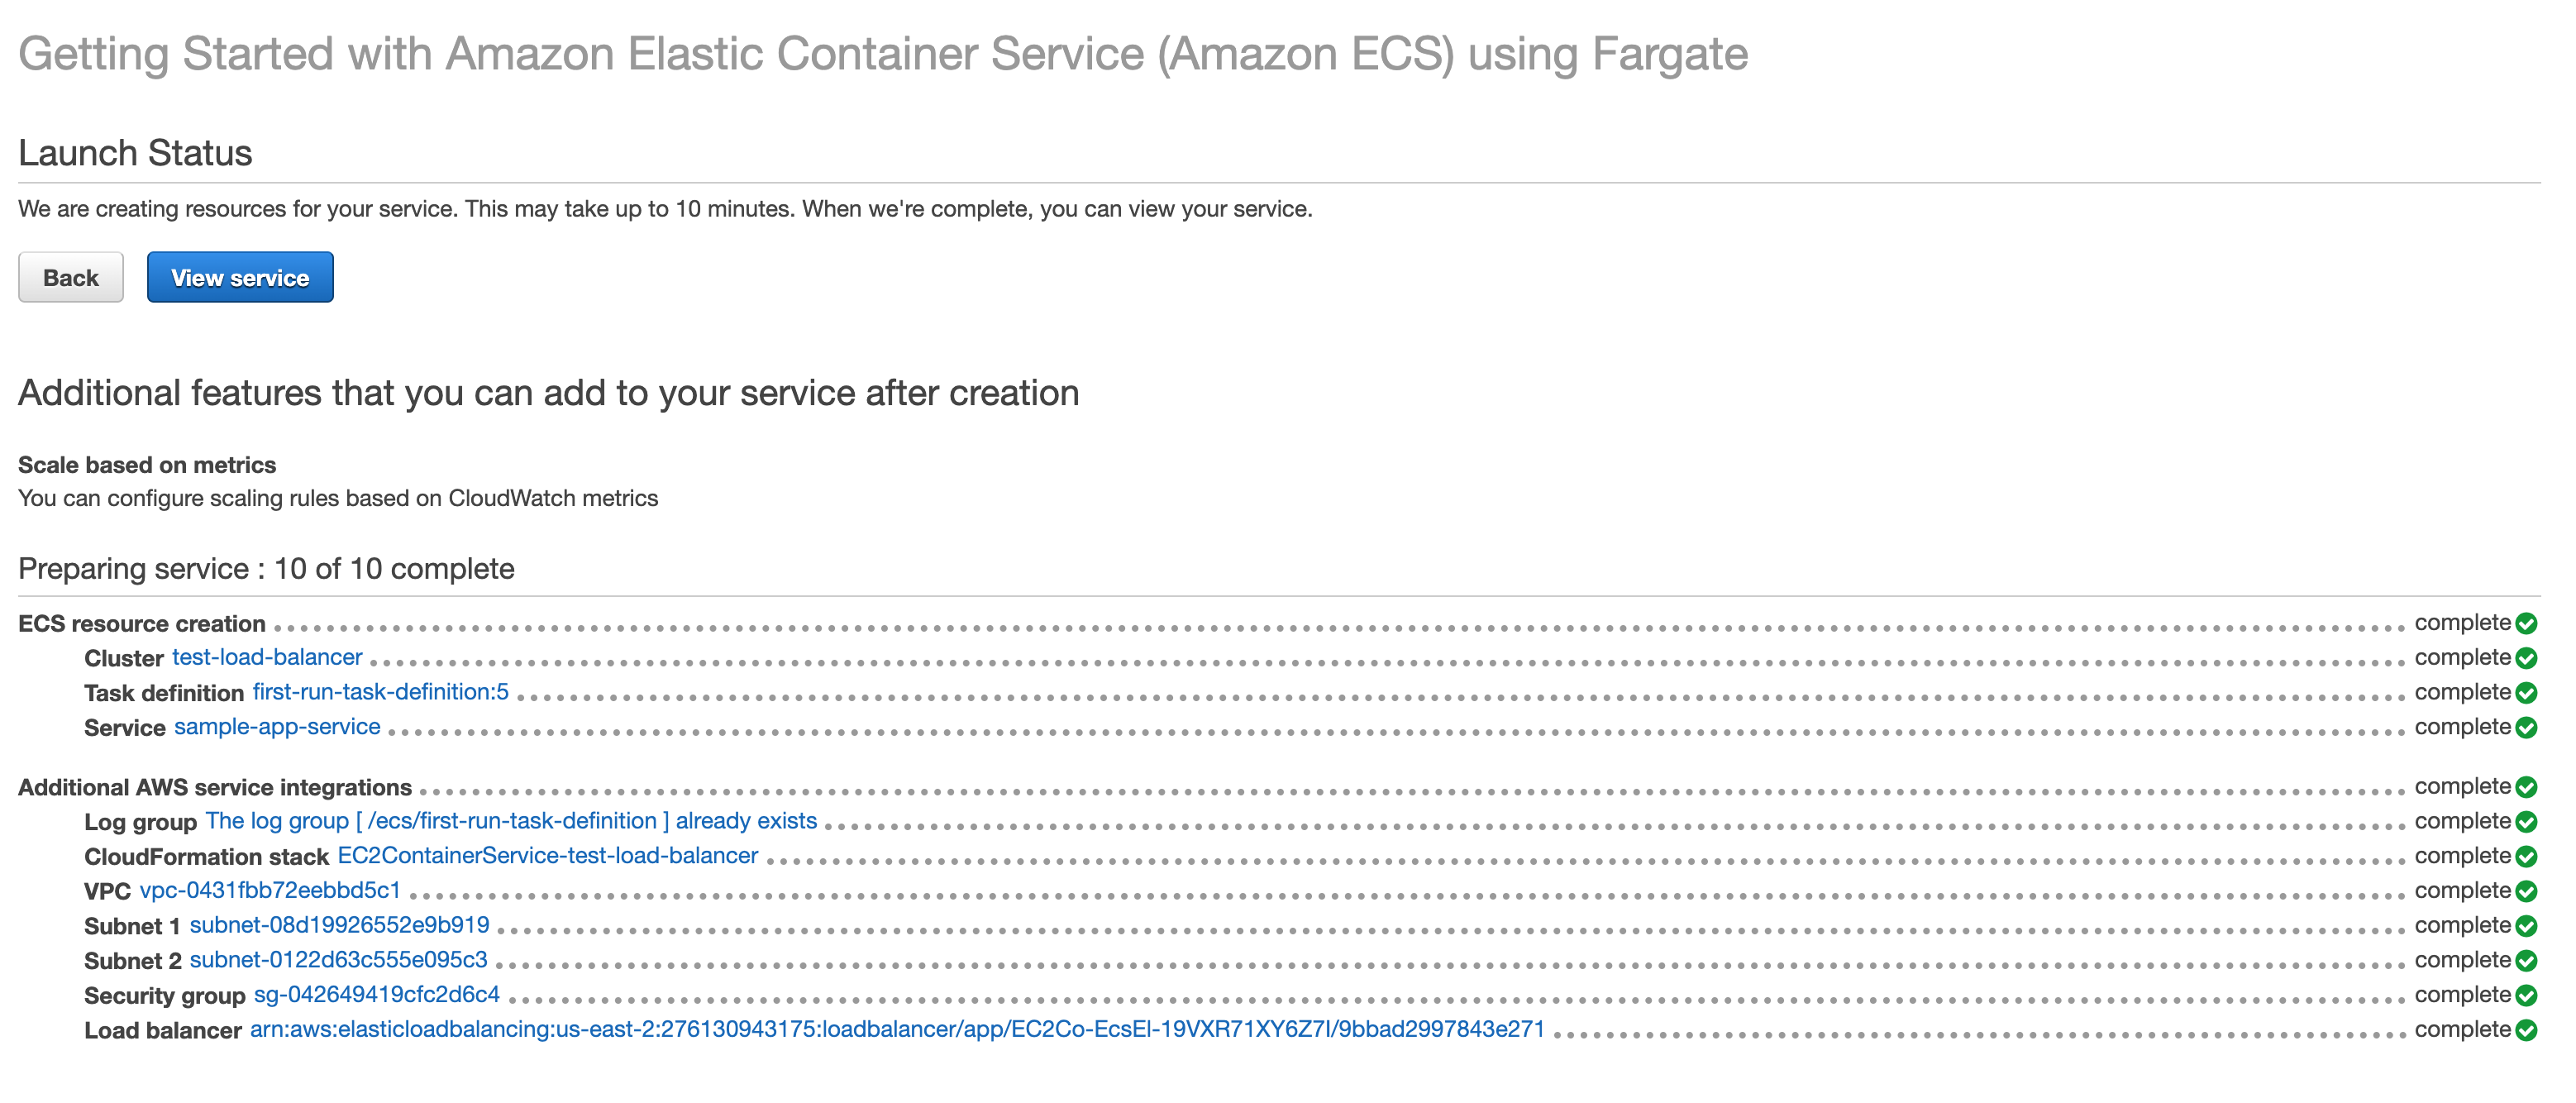 Getting Started with Amazon Elastic Container Service (Amazon ECS) using Fargate
Launch Status
We are creating resources for your service. This may take up to 10 minutes. When we're complete, you can view your service.
Back View service
Additional features that you can add to your service after creation
Scale based on metrics
You can configure scaling rules based on CloudWatch metrics
Preparing service : 10 of 10 complete
ECS resource creation complete
Cluster test-load-balancer complete
Task definition first-run-task-definition:5 complete
Service sample-app-service complete
Additional AWS service integrations complete
Log group The log group [ /ecs/first-run-task-definition ] already exists complete
CloudFormation stack EC2ContainerService-test-load-balancer complete
VPC vpc-0431fbb72eebbd5c1 complete
Subnet 1 subnet-08d19926552e9b919 complete
Subnet 2 subnet-0122d63c555e095c3 complete
Security group sg-042649419cfc2d6c4 complete
Load balancer arn:aws:elasticloadbalancing:us-east-2:276130943175:loadbalancer/app/EC2Co-EcsEl-19VXR71XY6Z7I/9bbad2997843e271 complete